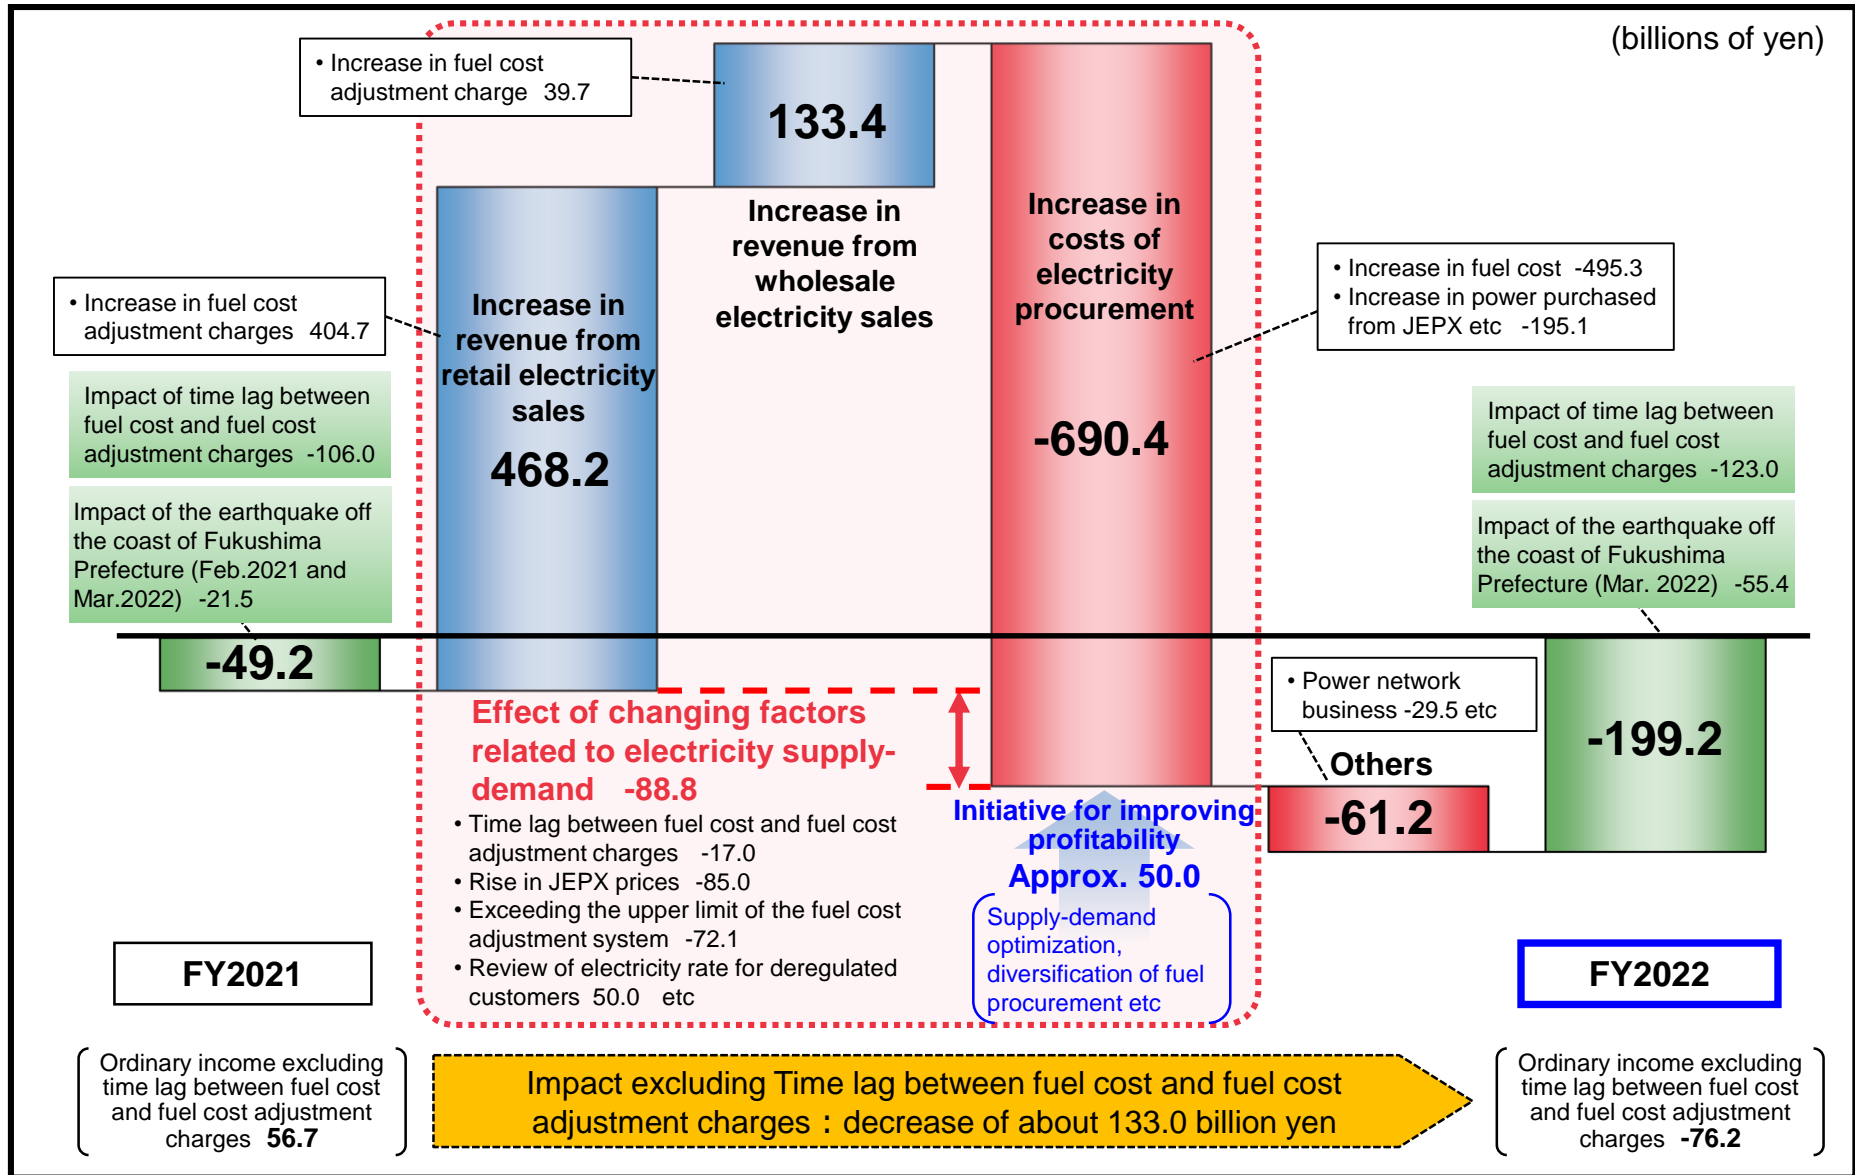 (billions of yen)
• Increase in fuel cost
adjustment charge 39.7
133.4
Increase in
revenue from
wholesale
electricity sales
Increase in
costs of
electricity
procurement
-690.4
• Increase in fuel cost -495.3
• Increase in power purchased
from JEPX etc -195.1
• Increase in fuel cost
adjustment charges 404.7
Increase in
revenue from
retail electricity
sales
468.2
Impact of time lag between
fuel cost and fuel cost
adjustment charges -106.0
Impact of the earthquake off
the coast of Fukushima
Prefecture (Feb.2021 and
Mar.2022) -21.5
Impact of time lag between
fuel cost and fuel cost
adjustment charges -123.0
Impact of the earthquake off
the coast of Fukushima
Prefecture (Mar. 2022) -55.4
-49.2
Effect of changing factors
related to electricity supply-
demand -88.8
• Time lag between fuel cost and fuel cost
adjustment charges -17.0
• Rise in JEPX prices -85.0
• Exceeding the upper limit of the fuel cost
adjustment system -72.1
• Review of electricity rate for deregulated
customers 50.0 etc
Initiative for improving
profitability
Approx. 50.0
Supply-demand
optimization,
diversification of fuel
procurement etc
• Power network
business -29.5 etc
Others
-61.2
-199.2
FY2021
FY2022
Ordinary income excluding
time lag between fuel cost
and fuel cost adjustment
charges 56.7
Impact excluding Time lag between fuel cost and fuel cost
adjustment charges：decrease of about 133.0 billion yen
Ordinary income excluding
time lag between fuel cost
and fuel cost adjustment
charges -76.2